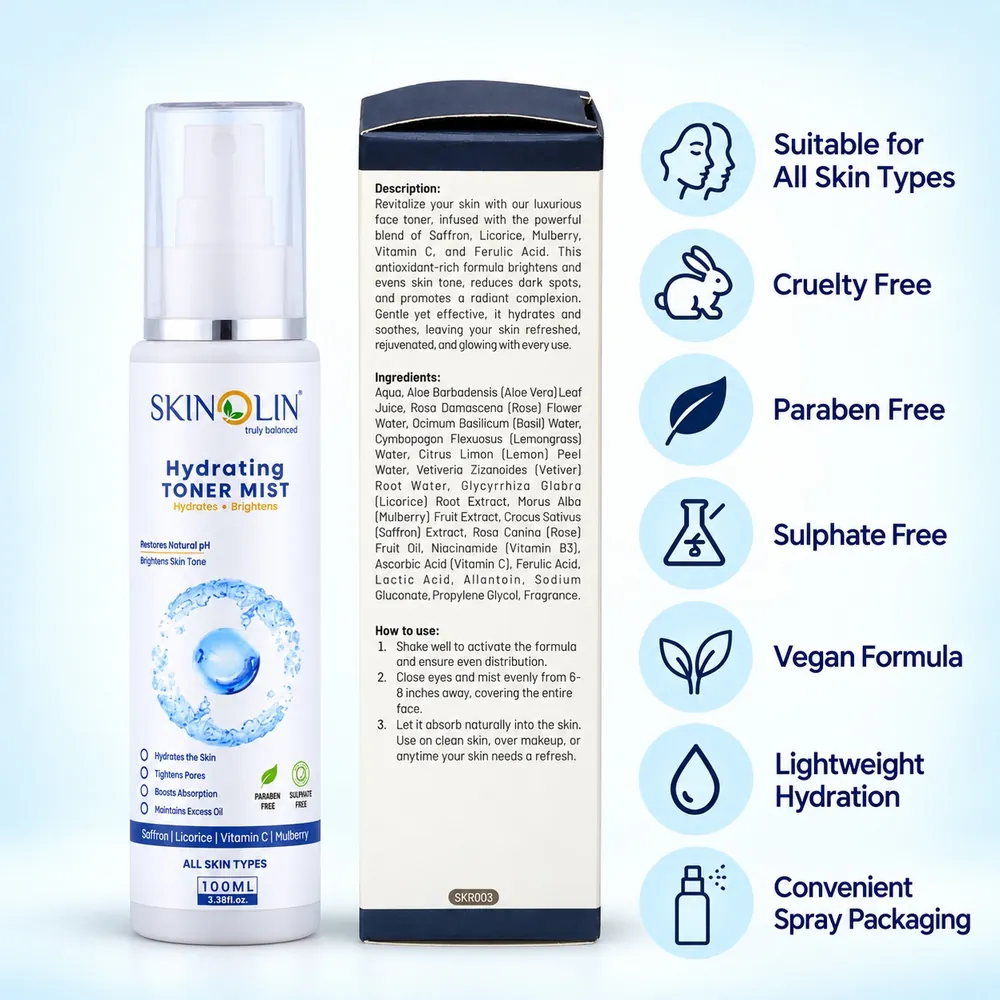 SKINOLIN®
truly balanced
Hydrating
TONER MIST
Hydrates • Brightens
Restores Natural pH
Brightens Skin Tone
Hydrates the Skin
Tightens Pores
Boosts Absorption
Maintains Excess Oil
PARABEN
FREE
SULPHATE
FREE
Saffron | Licorice | Vitamin C | Mulberry
ALL SKIN TYPES
100ML
3.38fl.oz.
Description:
Revitalize your skin with our luxurious
face toner, infused with the powerful
blend of Saffron, Licorice, Mulberry,
Vitamin C, and Ferulic Acid. This
antioxidant-rich formula brightens and
evens skin tone, reduces dark spots,
and promotes a radiant complexion.
Gentle yet effective, it hydrates and
soothes, leaving your skin refreshed,
rejuvenated, and glowing with every use.
Ingredients:
Aqua, Aloe Barbadensis (Aloe Vera) Leaf
Juice, Rosa Damascena (Rose) Flower
Water, Ocimum Basilicum (Basil) Water,
Cymbopogon Flexuosus (Lemongrass)
Water, Citrus Limon (Lemon) Peel
Water, Vetiveria Zizanoides (Vetiver)
Root Water, Glycyrrhiza Glabra
(Licorice) Root Extract, Morus Alba
(Mulberry) Fruit Extract, Crocus Sativus
(Saffron) Extract, Rosa Canina (Rose)
Fruit Oil, Niacinamide (Vitamin B3),
Ascorbic Acid (Vitamin C), Ferulic Acid,
Lactic Acid, Allantoin, Sodium
Gluconate, Propylene Glycol, Fragrance.
How to use:
1. Shake well to activate the formula
and ensure even distribution.
2. Close eyes and mist evenly from 6-
8 inches away, covering the entire
face.
3. Let it absorb naturally into the skin.
Use on clean skin, over makeup, or
anytime your skin needs a refresh.
SKR003
Suitable for
All Skin Types
Cruelty Free
Paraben Free
Sulphate Free
Vegan Formula
Lightweight
Hydration
Convenient
Spray Packaging